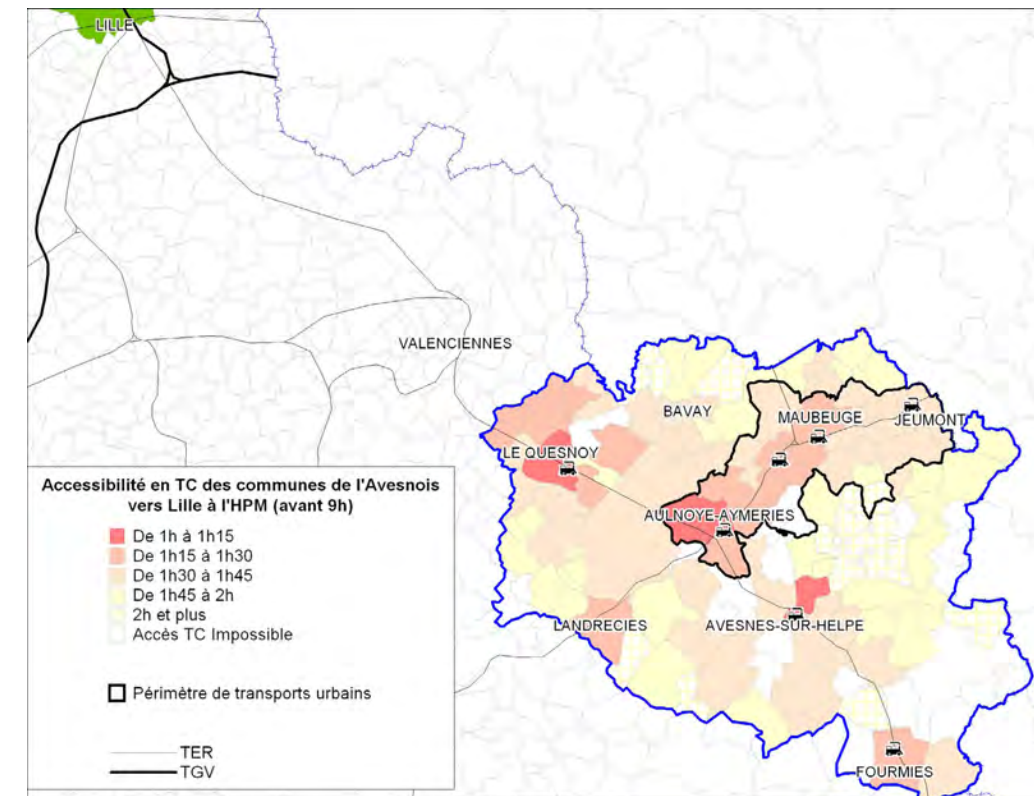 LILLE
VALENCIENNES
BAVAY
MAUBEUGE
JEUMONT
LE QUESNOY
AULNOYE-AYMERIES
LANDRECIES
AVESNES-SUR-HELPE
FOURMIES
Accessibilité en TC des communes de l'Avesnois
vers Lille à l'HPM (avant 9h)
De 1h à 1h15
De 1h15 à 1h30
De 1h30 à 1h45
De 1h45 à 2h
2h et plus
Accès TC Impossible
Périmètre de transports urbains
TER
TGV